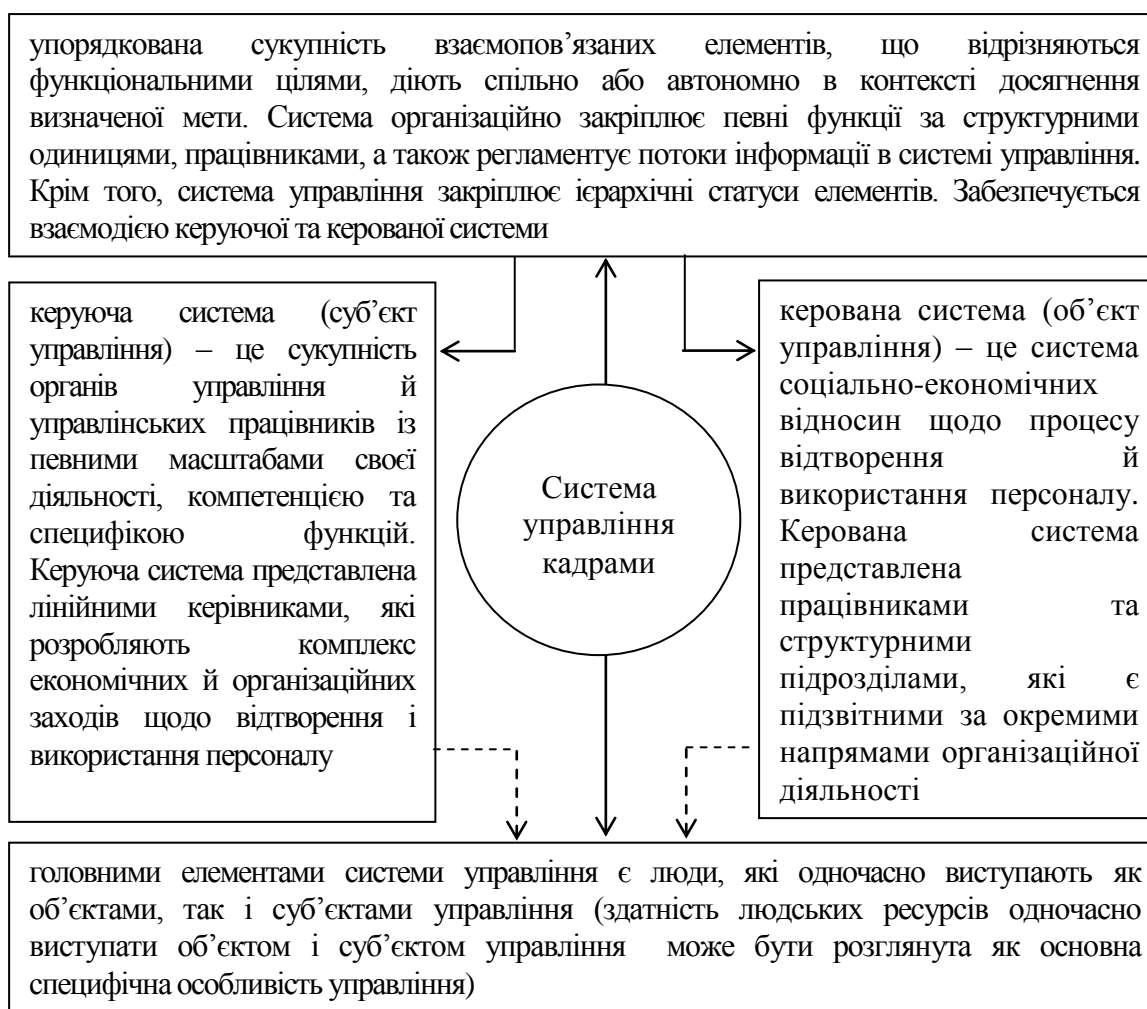 упорядкована сукупність взаємопов’язаних елементів, що відрізняються
функціональними цілями, діють спільно або автономно в контексті досягнення
визначеної мети. Система організаційно закріплює певні функції за структурними
одиницями, працівниками, а також регламентує потоки інформації в системі управління.
Крім того, система управління закріплює ієрархічні статуси елементів. Забезпечується
взаємодією керуючої та керованої системи
керуюча система (суб’єкт
управління) – це сукупність
органів управління й
управлінських працівників із
певними масштабами своєї
діяльності, компетенцією та
специфікою функцій.
Керуюча система представлена
лінійними керівниками, які
розробляють комплекс
економічних й організаційних
заходів щодо відтворення і
використання персоналу
Система
управління
кадрами
керована система (об’єкт
управління) – це система
соціально-економічних
відносин щодо процесу
відтворення й
використання персоналу.
Керована система
представлена
працівниками та
структурними
підрозділами, які є
підзвітними за окремими
напрямами організаційної
діяльності
головними елементами системи управління є люди, які одночасно виступають як
об’єктами, так і суб’єктами управління (здатність людських ресурсів одночасно
виступати об’єктом і суб’єктом управління може бути розглянута як основна
специфічна особливість управління)